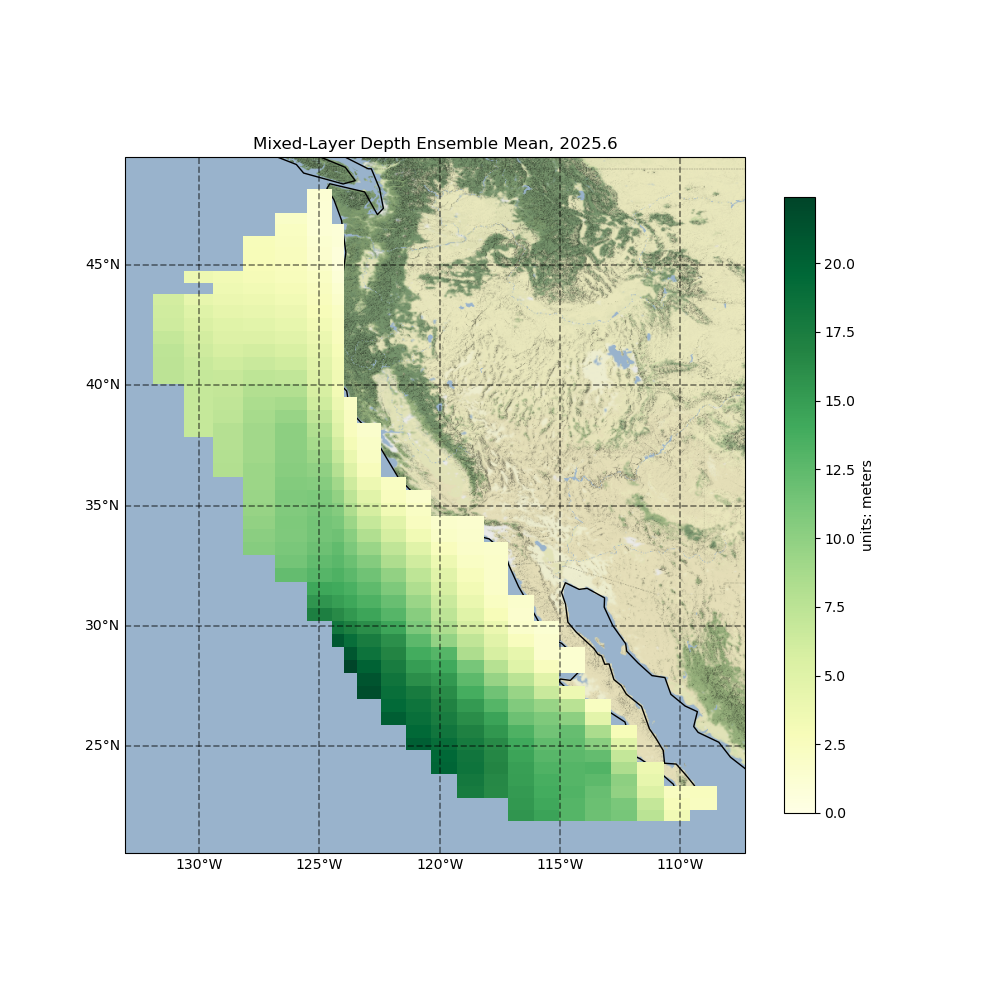 Mixed-Layer Depth Ensemble Mean, 2025.6
45°N
40°N
35°N
30°N
25°N
130°W 125°W 120°W 115°W 110°W
20.0
17.5
15.0
12.5
10.0
7.5
5.0
2.5
0.0
units: meters